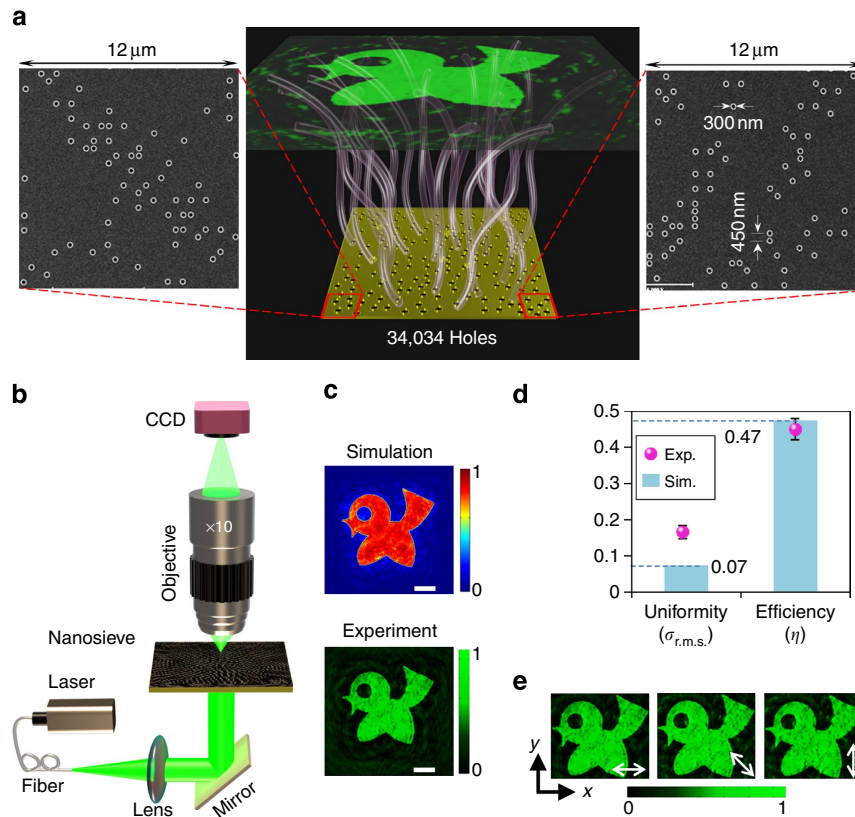 a
12 μm
12 μm
300 nm
450 nm
34,034 Holes
b
CCD
×10
Objective
Nanosieve
Laser
Fiber
Lens
Mirror
c
Simulation
1
0
Experiment
1
0
d
0.5
0.4
0.3
0.2
0.1
0
0.47
Exp.
Sim.
0.07
Uniformity
(σr.m.s.)
Efficiency
(η)
e
y
x
0
1